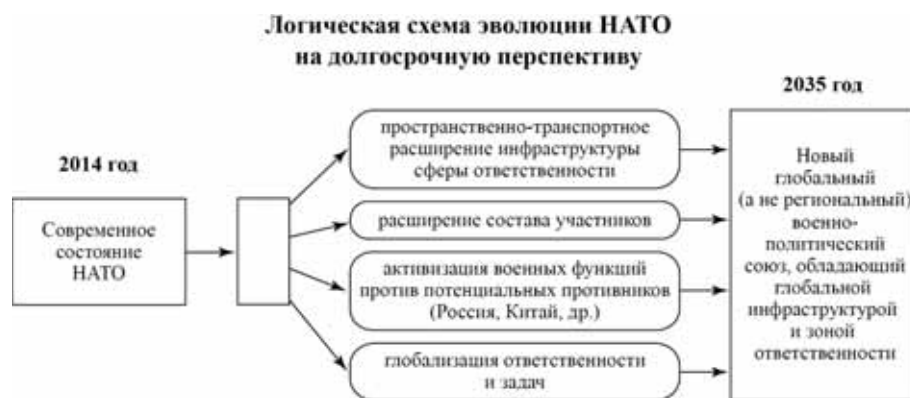 Логическая схема эволюции НАТО
на долгосрочную перспективу
2014 год
Современное
состояние
НАТО
пространственно-транспортное
расширение инфраструктуры
сферы ответственности
расширение состава участников
активизация военных функций
против потенциальных противников
(Россия, Китай, др.)
глобализация ответственности
и задач
2035 год
Новый
глобальный
(а не региональный)
военно-
политический
союз, обладающий
глобальной
инфраструктурой
и зоной
ответственности